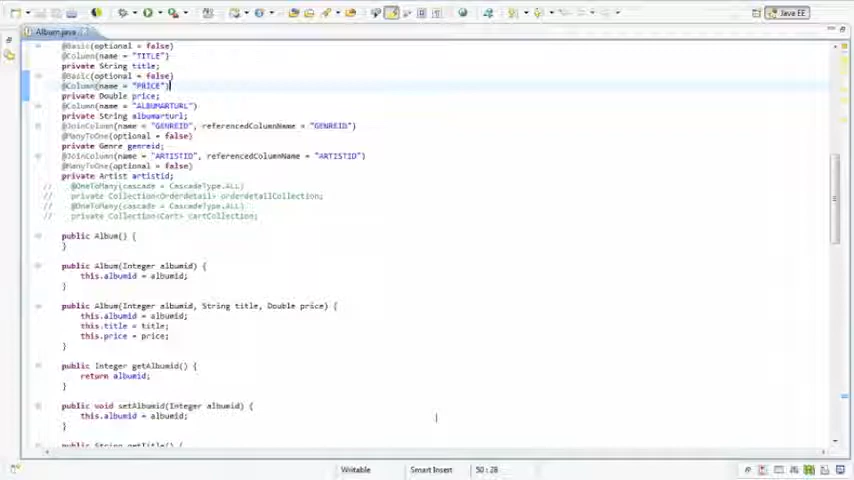 Java EE
Album.java
@Basic(optional = false)
@Column(name = "TITLE")
private String title;
@Basic(optional = false)
@Column(name = "PRICE")
private Double price;
@Column(name = "ALBUMARTURL")
private String albumarturl;
@JoinColumn(name = "GENREID", referencedColumnName = "GENREID")
@ManyToOne(optional = false)
private Genre genreid;
@JoinColumn(name = "ARTISTID", referencedColumnName = "ARTISTID")
@ManyToOne(optional = false)
private Artist artistid;
// @OneToMany(cascade = CascadeType.ALL)
// private Collection<Orderdetail> orderdetailCollection;
// @OneToMany(cascade = CascadeType.ALL)
// private Collection<Cart> cartCollection;
public Album() {
}
public Album(Integer albumid) {
this.albumid = albumid;
}
public Album(Integer albumid, String title, Double price) {
this.albumid = albumid;
this.title = title;
this.price = price;
}
public Integer getAlbumid() {
return albumid;
}
public void setAlbumid(Integer albumid) {
this.albumid = albumid;
}
public String getTitle() {
Writable Smart Insert 50 : 28